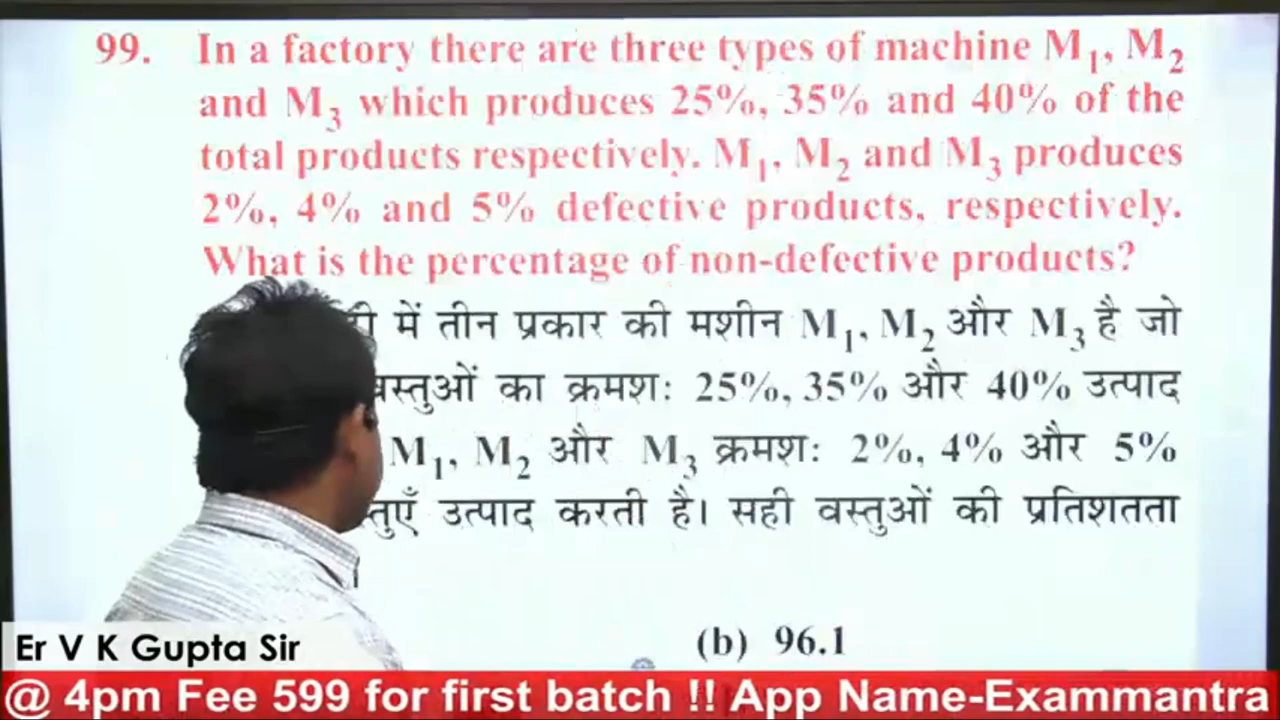 99. In a factory there are three types of machine M₁, M₂
and M₃ which produces 25%, 35% and 40% of the
total products respectively. M₁, M₂ and M₃ produces
2%, 4% and 5% defective products, respectively.
What is the percentage of non-defective products?
में तीन प्रकार की मशीन M₁, M₂ और M₃ है जो
वस्तुओं का क्रमश: 25%, 35% और 40% उत्पाद
M₁, M₂ और M₃ क्रमश: 2%, 4% और 5%
उत्पाद करती है। सही वस्तुओं की प्रतिशतता
(b) 96.1
Er V K Gupta Sir
@ 4pm Fee 599 for first batch !! App Name-Exammantra